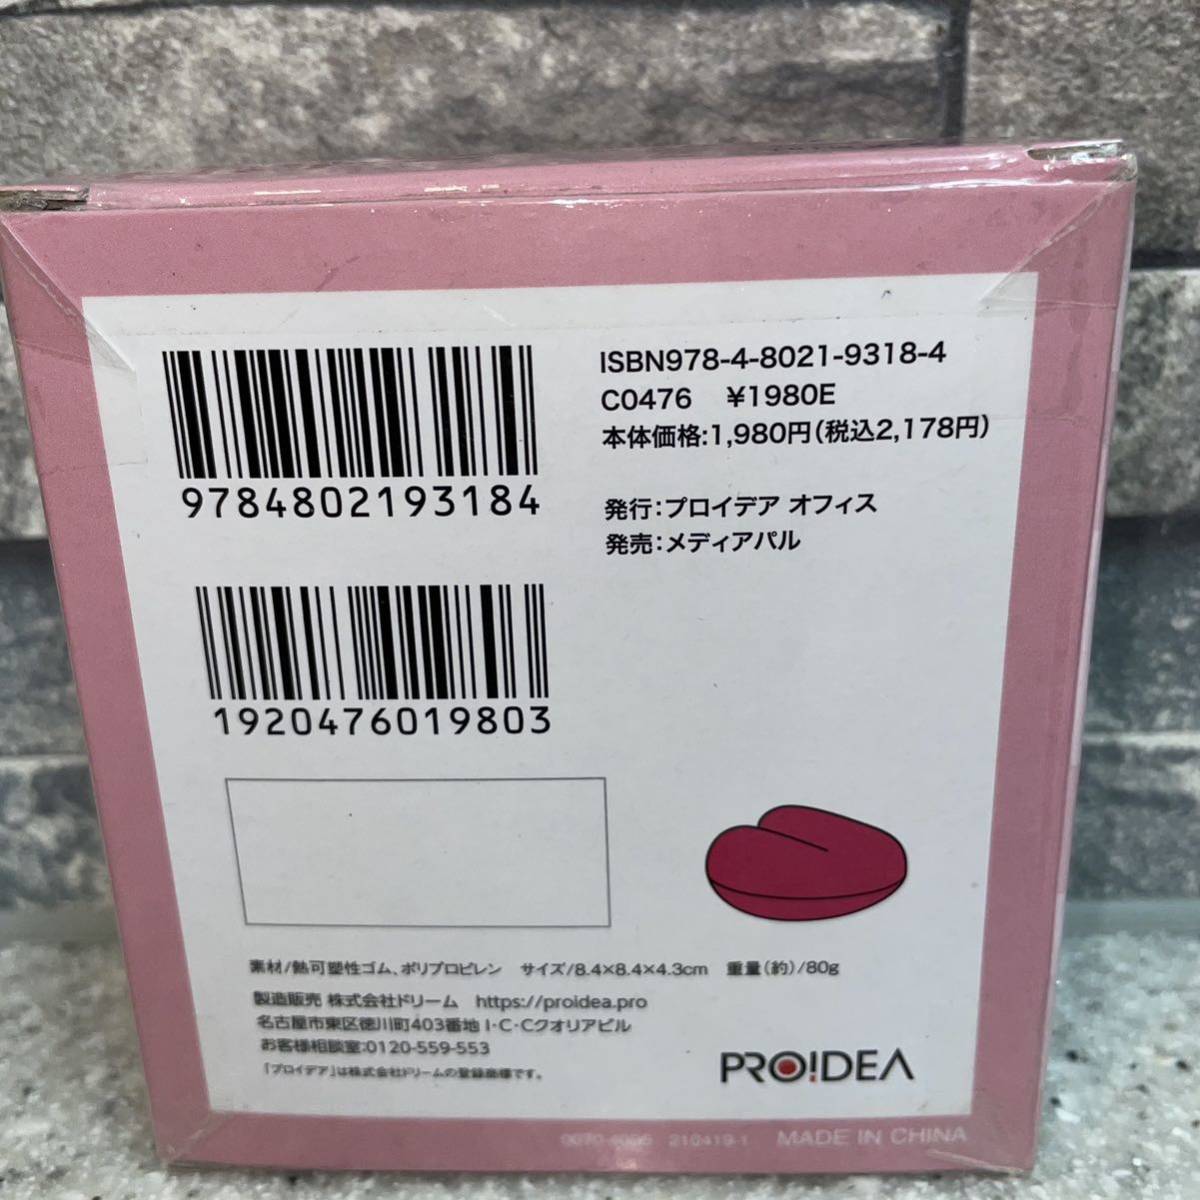 ISBN978-4-8021-9318-4
C0476 ¥1980E
本体価格:1,980円(税込2,178円)
9784802193184
発行:プロイデア オフィス
発売:メディアパル
1920476019803
素材/熱可塑性ゴム、ポリプロピレン サイズ/8.4×8.4×4.3cm 重量(約)/80g
製造販売 株式会社ドリーム https://proidea.pro
名古屋市東区徳川町403番地 I・C・Cクオリアビル
お客様相談室:0120-559-553
「プロイデア」は株式会社ドリームの登録商標です。
PRO!DEA
210419-1 MADE IN CHINA